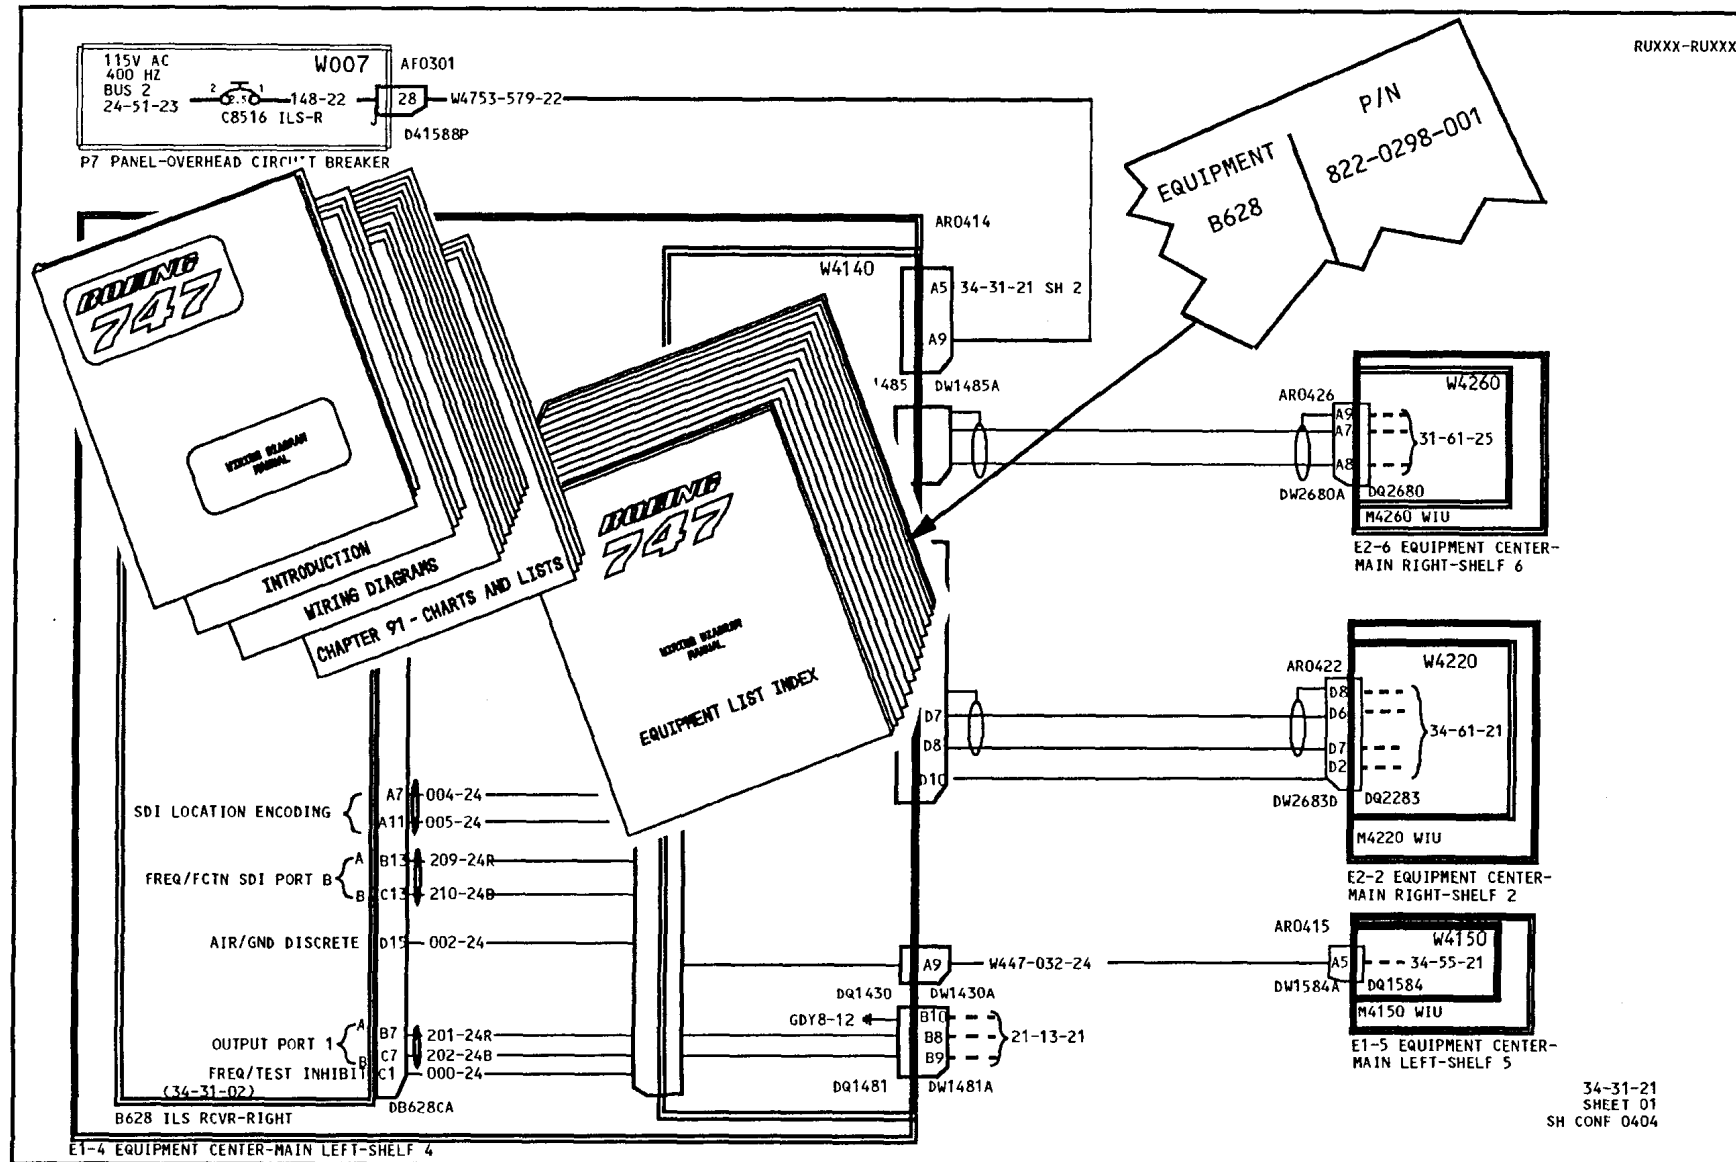 RUXXX-RUXXX
115V AC
400 HZ
BUS 2
24-51-23
W007
2
2.5
1
148-22
C8516 ILS-R
AF0301
28
W4753-579-22
D41588P
P7 PANEL-OVERHEAD CIRCUIT BREAKER
EQUIPMENT
B628
P/N
822-0298-001
BOEING
747
WIRING DIAGRAM
MANUAL
INTRODUCTION
WIRING DIAGRAMS
CHAPTER 91 - CHARTS AND LISTS
BOEING
747
WIRING DIAGRAM
MANUAL
EQUIPMENT LIST INDEX
AR0414
W4140
A5
34-31-21 SH 2
A9
1485
DW1485A
AR0426
W4260
A9
A7
31-61-25
A8
DW2680A
DQ2680
M4260 WIU
E2-6 EQUIPMENT CENTER-
MAIN RIGHT-SHELF 6
D7
D8
D10
AR0422
W4220
D8
D6
34-61-21
D7
D2
DW2683D
DQ2283
M4220 WIU
E2-2 EQUIPMENT CENTER-
MAIN RIGHT-SHELF 2
SDI LOCATION ENCODING
A7
004-24
A11
005-24
FREQ/FCTN SDI PORT B
A
B13
209-24R
B
C13
210-24B
AIR/GND DISCRETE
D15
002-24
A9
W447-032-24
DQ1430
DW1430A
AR0415
W4150
A5
34-55-21
DW1584A
DQ1584
M4150 WIU
E1-5 EQUIPMENT CENTER-
MAIN LEFT-SHELF 5
GDY8-12
B10
B8
21-13-21
B9
DQ1481
DW1481A
OUTPUT PORT 1
A
B7
201-24R
B
C7
202-24B
FREQ/TEST INHIBIT
C1
000-24
(34-31-02)
DB628CA
B628 ILS RCVR-RIGHT
E1-4 EQUIPMENT CENTER-MAIN LEFT-SHELF 4
34-31-21
SHEET 01
SH CONF 0404